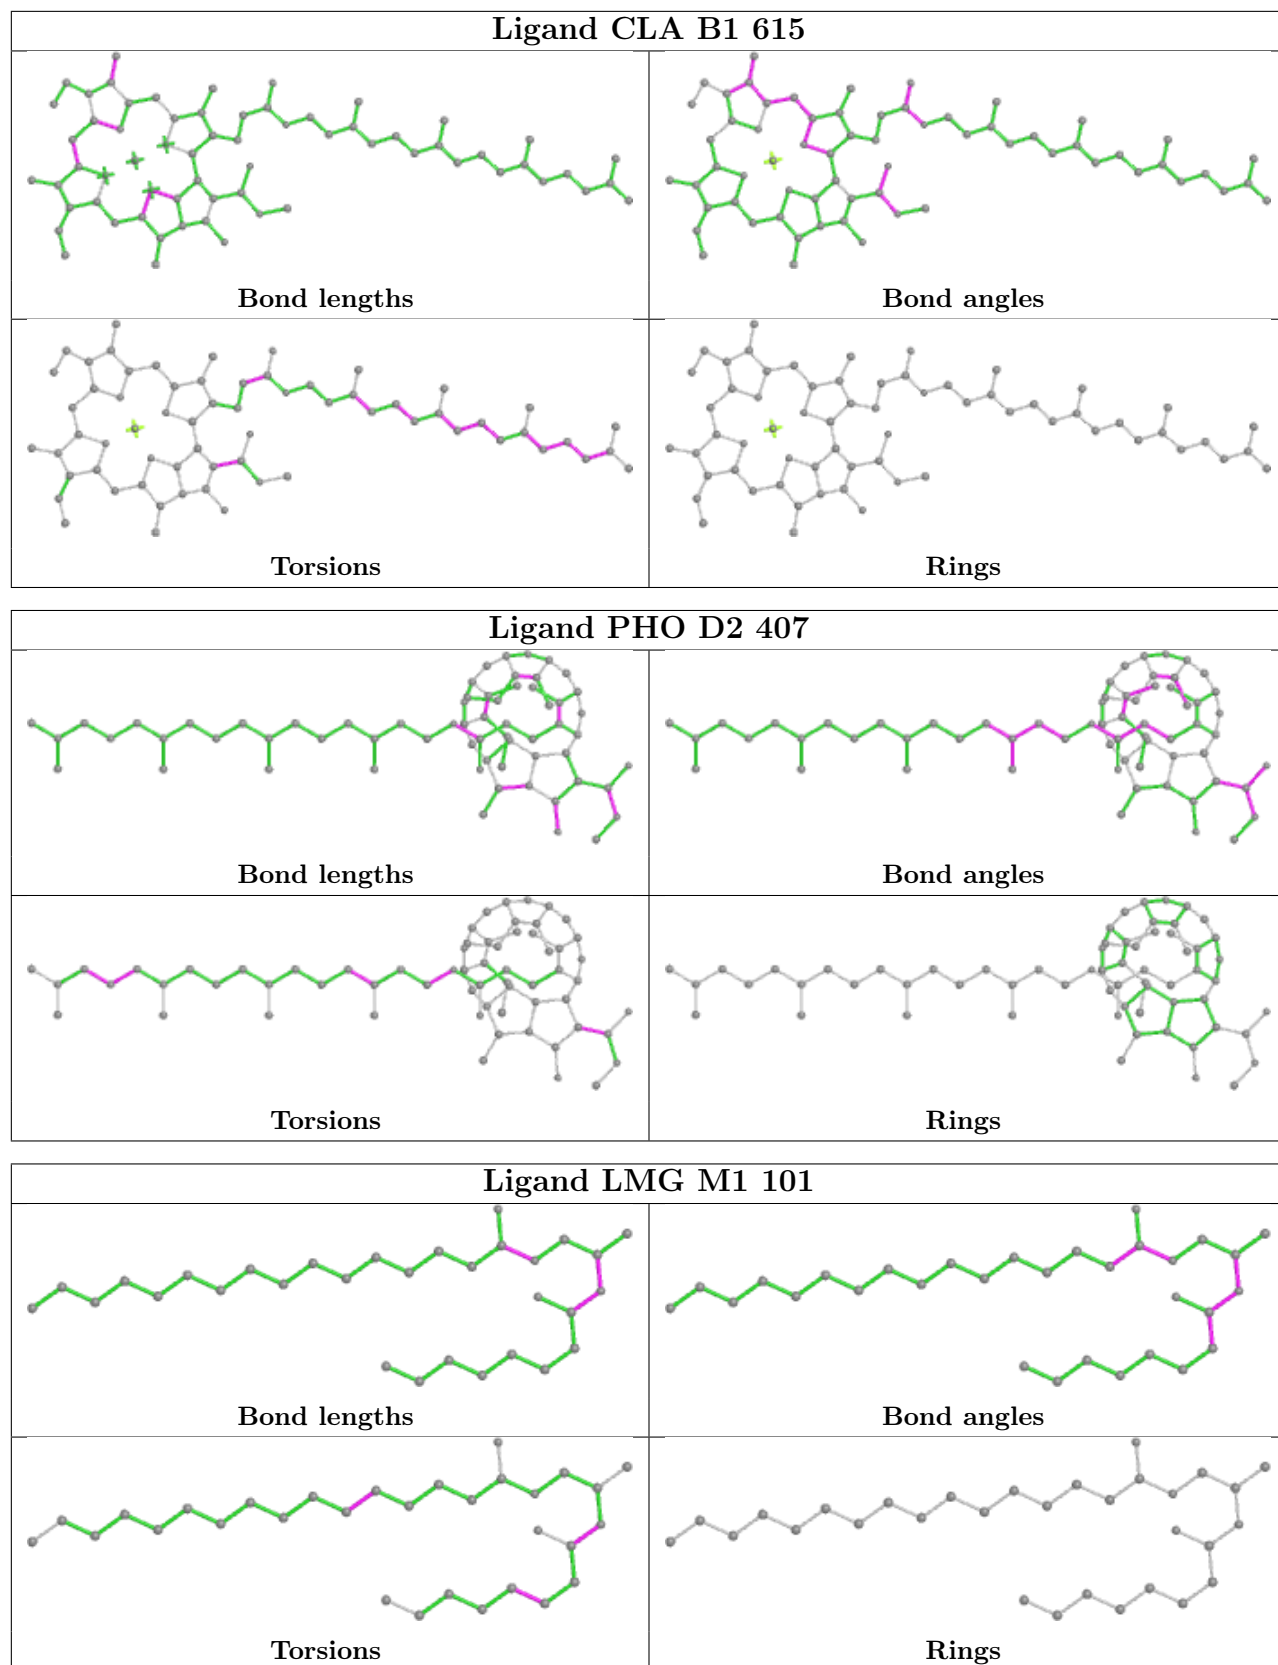 Ligand CLA B1 615
Bond lengths
Bond angles
Torsions
Rings
Ligand PHO D2 407
Bond lengths
Bond angles
Torsions
Rings
Ligand LMG M1 101
Bond lengths
Bond angles
Torsions
Rings